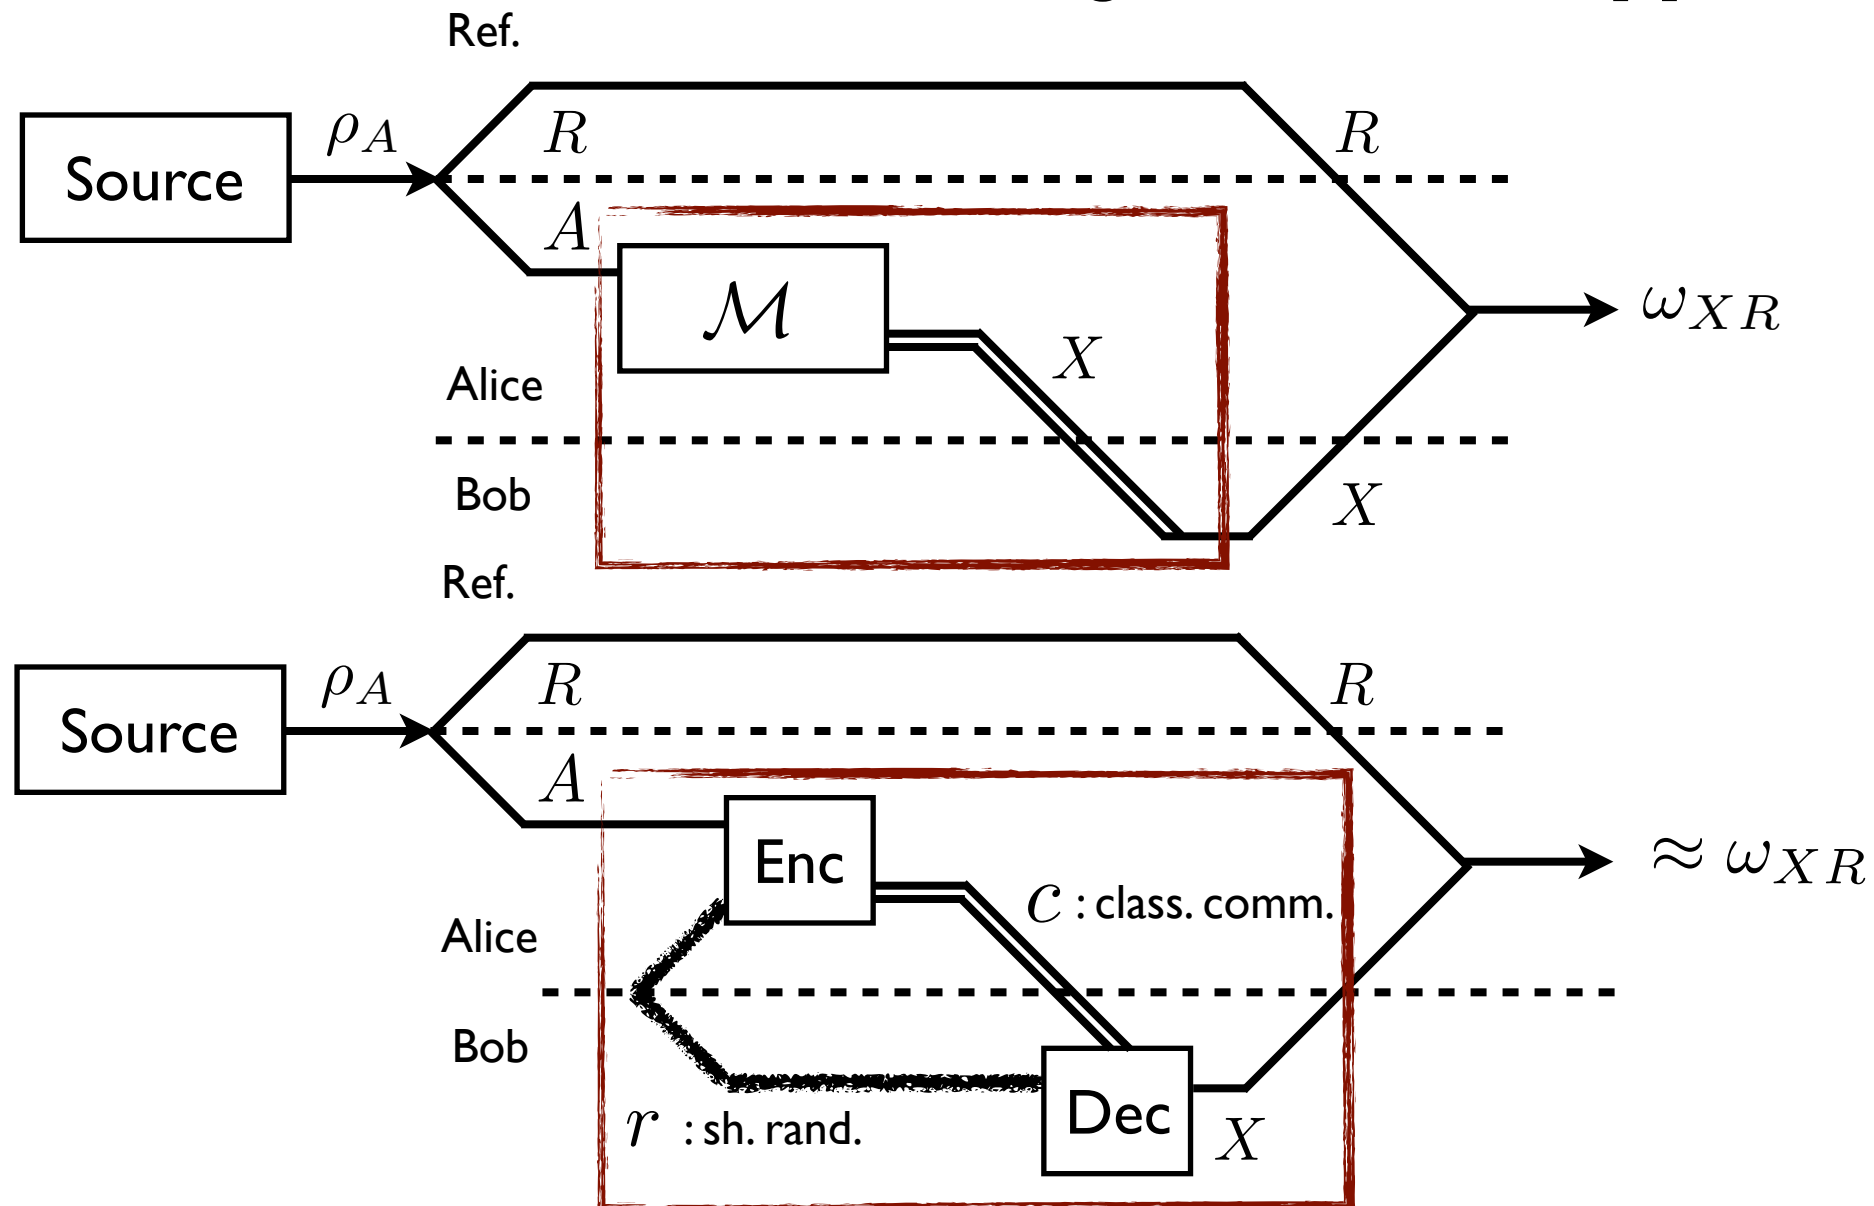 Ref.
Source
ρ_A
R
R
A
ℳ
ω_{XR}
X
Alice
Bob
X
Ref.
Source
ρ_A
R
R
A
Enc
≈ ω_{XR}
c : class. comm.
Alice
Bob
r : sh. rand.
Dec
X